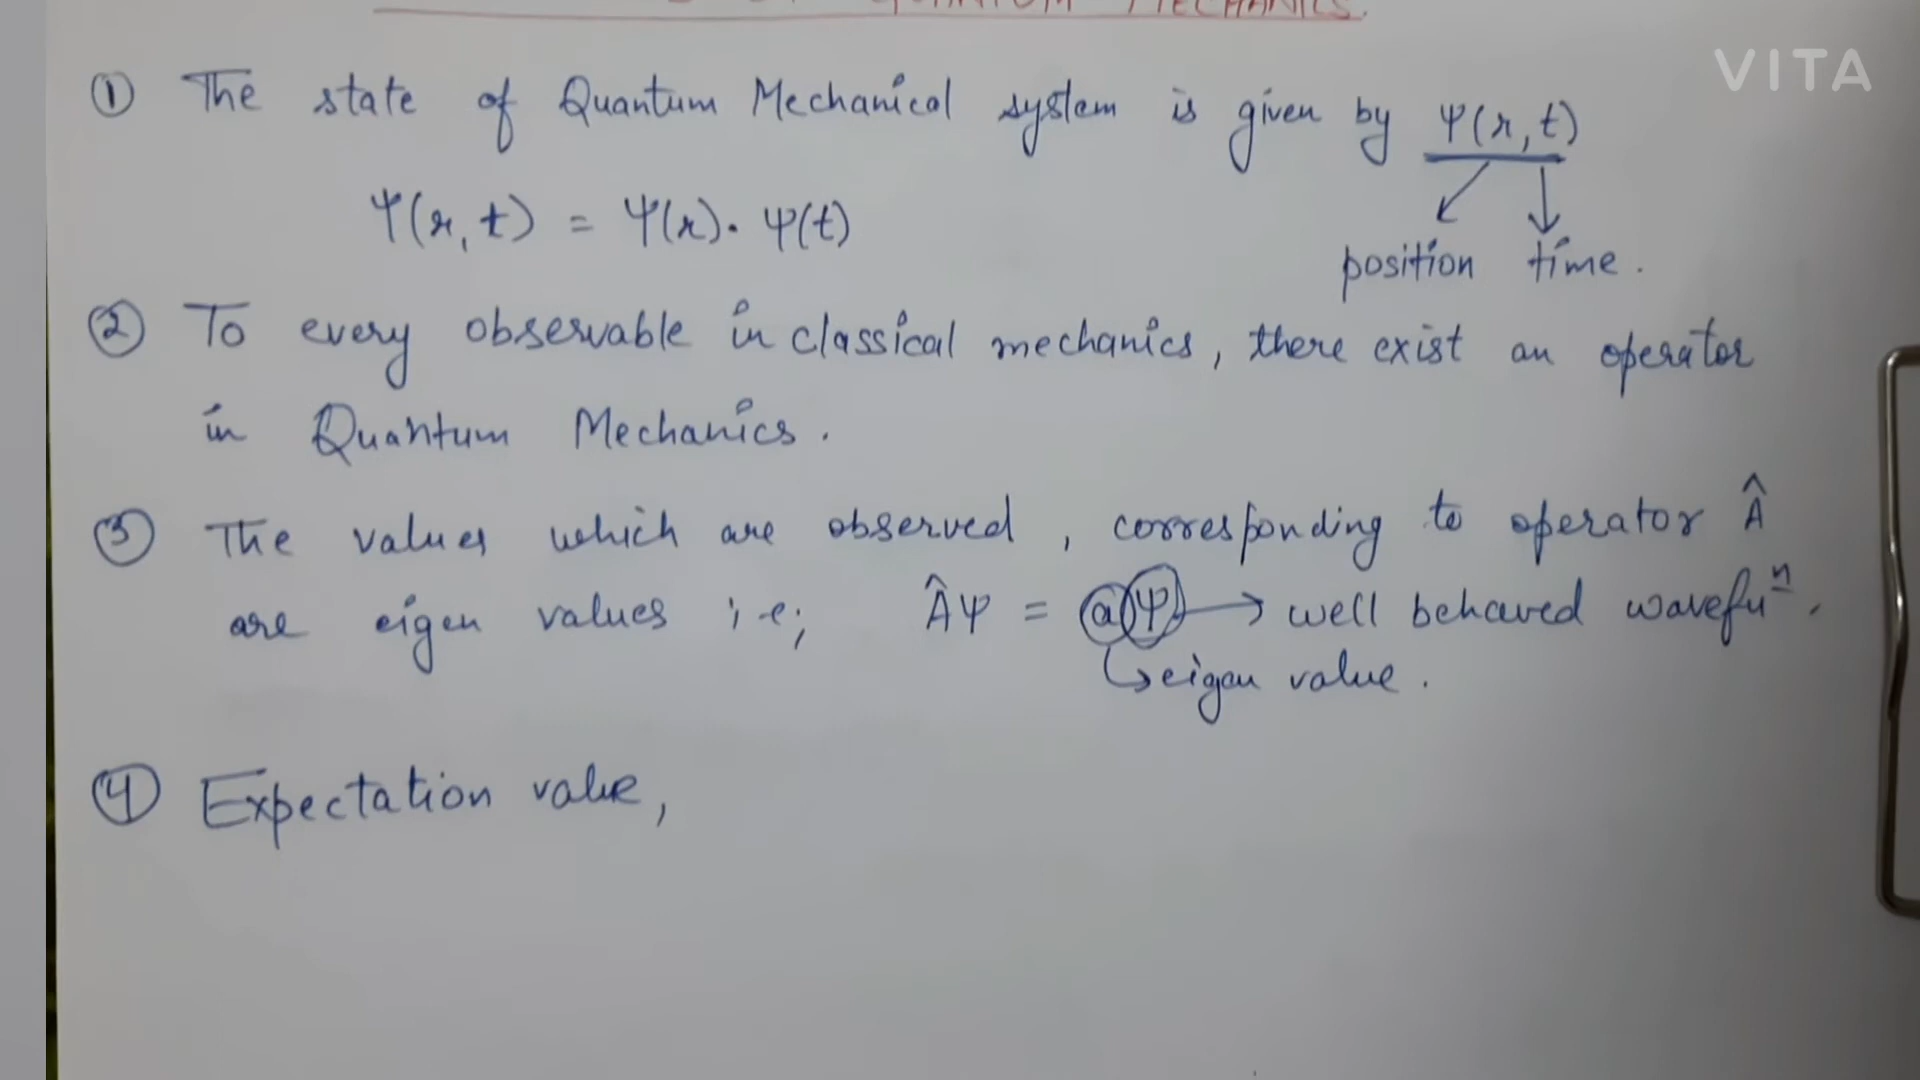 QUANTUM MECHANICS.
VITA
① The state of Quantum Mechanical system is given by Ψ(r,t)
Ψ(r,t) = Ψ(r). Ψ(t)
position time.
② To every observable in classical mechanics, there exist an operator
in Quantum Mechanics.
③ The values which are observed, corresponding to operator Â
are eigen values i.e; ÂΨ = aΨ → well behaved wavefuⁿ.
↳ eigen value.
④ Expectation value,